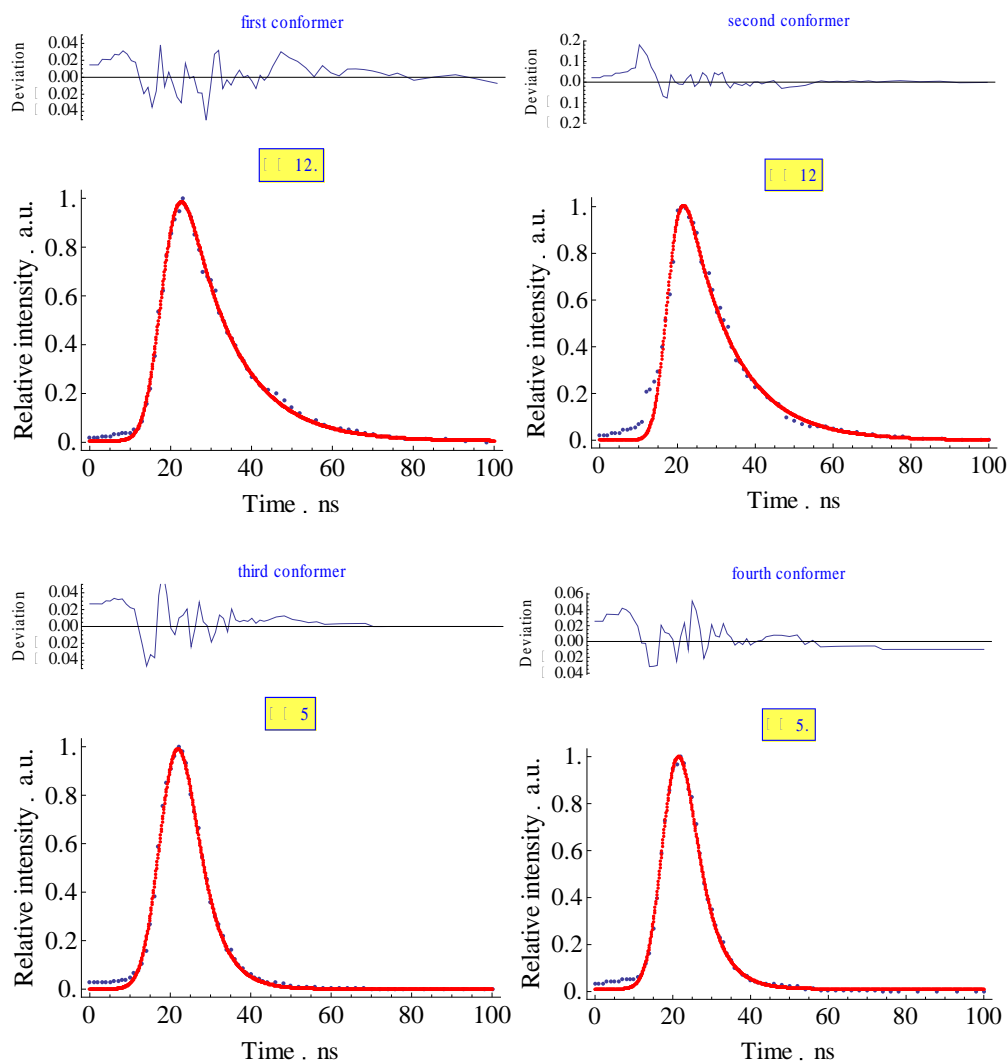 first conformer
Deviation
0.04
0.02
0.00
0.02
0.04
12.
Relative intensity . a.u.
1.
0.8
0.6
0.4
0.2
0.
0 20 40 60 80 100
Time . ns
second conformer
Deviation
0.2
0.1
0.0
0.1
0.2
12
Relative intensity . a.u.
1.
0.8
0.6
0.4
0.2
0.
0 20 40 60 80 100
Time . ns
third conformer
Deviation
0.04
0.02
0.00
0.02
0.04
5
Relative intensity . a.u.
1.
0.8
0.6
0.4
0.2
0.
0 20 40 60 80 100
Time . ns
fourth conformer
Deviation
0.06
0.04
0.02
0.00
0.02
0.04
5.
Relative intensity . a.u.
1.
0.8
0.6
0.4
0.2
0.
0 20 40 60 80 100
Time . ns